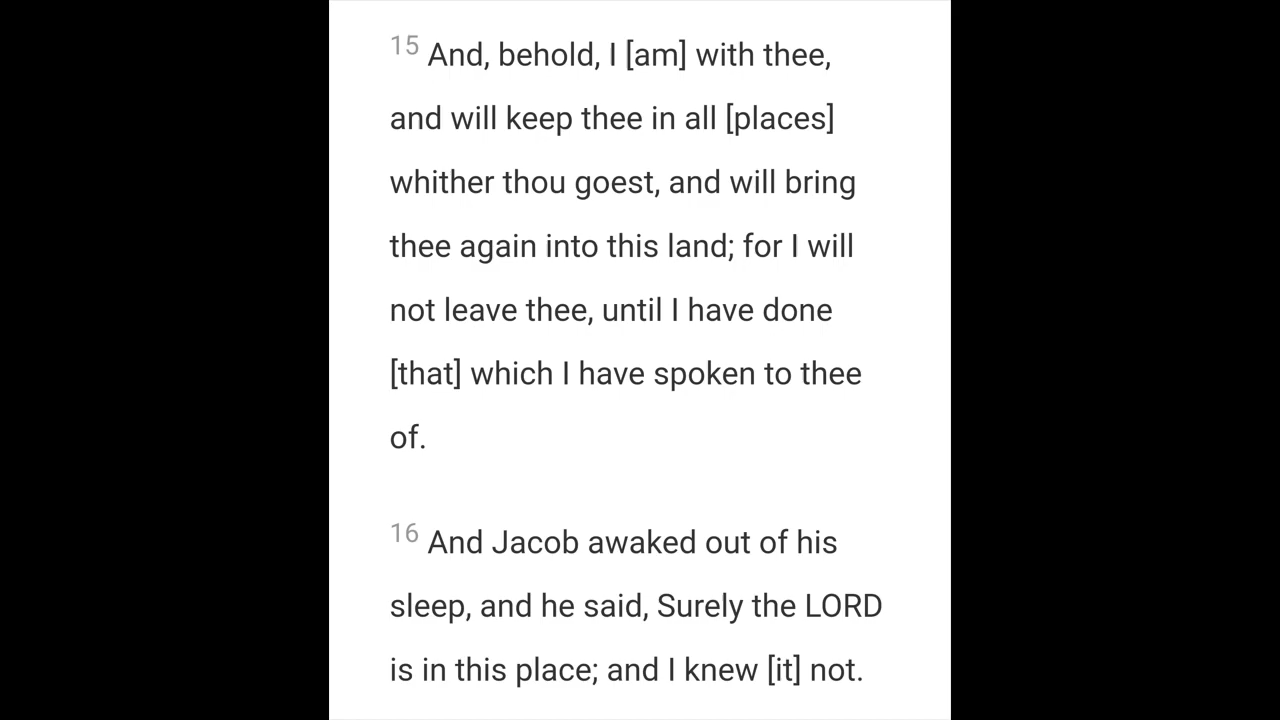 15 And, behold, I [am] with thee,
and will keep thee in all [places]
whither thou goest, and will bring
thee again into this land; for I will
not leave thee, until I have done
[that] which I have spoken to thee
of.
16 And Jacob awaked out of his
sleep, and he said, Surely the LORD
is in this place; and I knew [it] not.